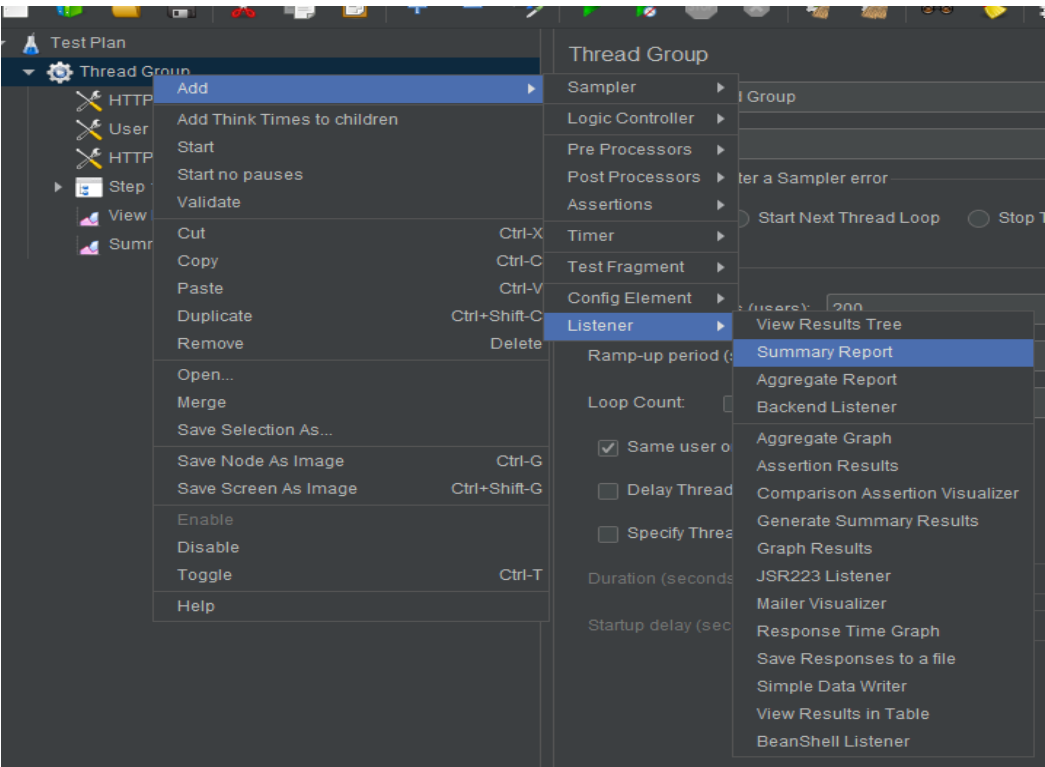 Test Plan
Thread Group
HTTP
User
HTTP
Step
View
Summ
Add
Add Think Times to children
Start
Start no pauses
Validate
Cut Ctrl-X
Copy Ctrl-C
Paste Ctrl-V
Duplicate Ctrl+Shift-C
Remove Delete
Open...
Merge
Save Selection As...
Save Node As Image Ctrl-G
Save Screen As Image Ctrl+Shift-G
Enable
Disable
Toggle Ctrl-T
Help
Thread Group
Sampler
Logic Controller
Pre Processors
Post Processors
Assertions
Timer
Test Fragment
Config Element
Listener
d Group
ter a Sampler error
Start Next Thread Loop Stop T
s (users): 200
Ramp-up period (s
Loop Count:
Same user o
Delay Thread
Specify Threa
Duration (seconds
Startup delay (sec
View Results Tree
Summary Report
Aggregate Report
Backend Listener
Aggregate Graph
Assertion Results
Comparison Assertion Visualizer
Generate Summary Results
Graph Results
JSR223 Listener
Mailer Visualizer
Response Time Graph
Save Responses to a file
Simple Data Writer
View Results in Table
BeanShell Listener